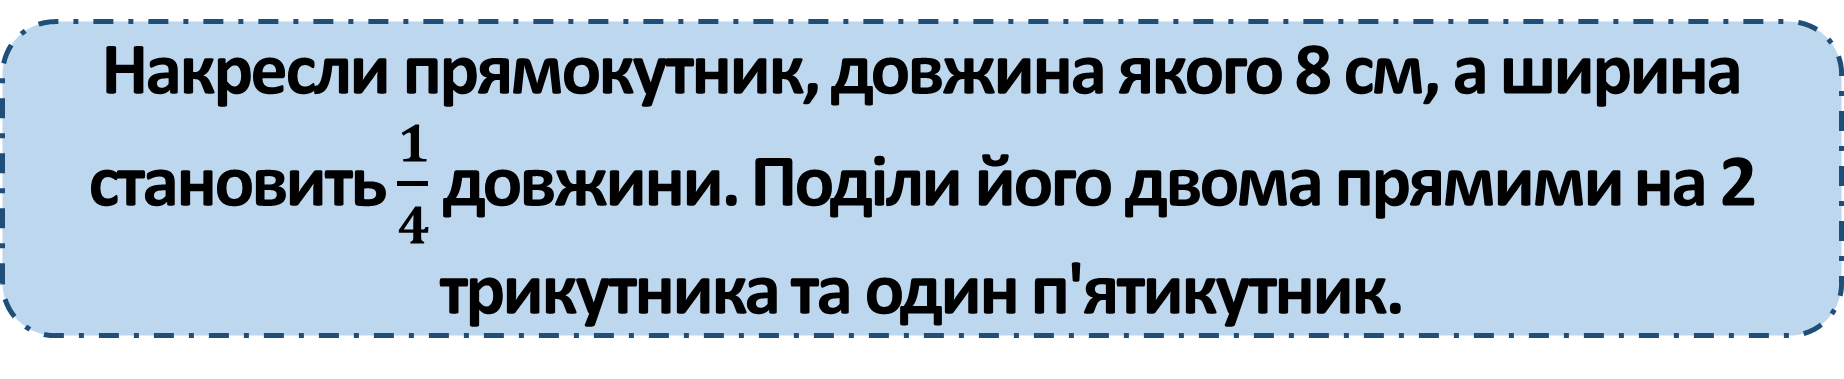 Накресли прямокутник, довжина якого 8 см, а ширина
становить 1/4 довжини. Поділи його двома прямими на 2
трикутника та один п'ятикутник.